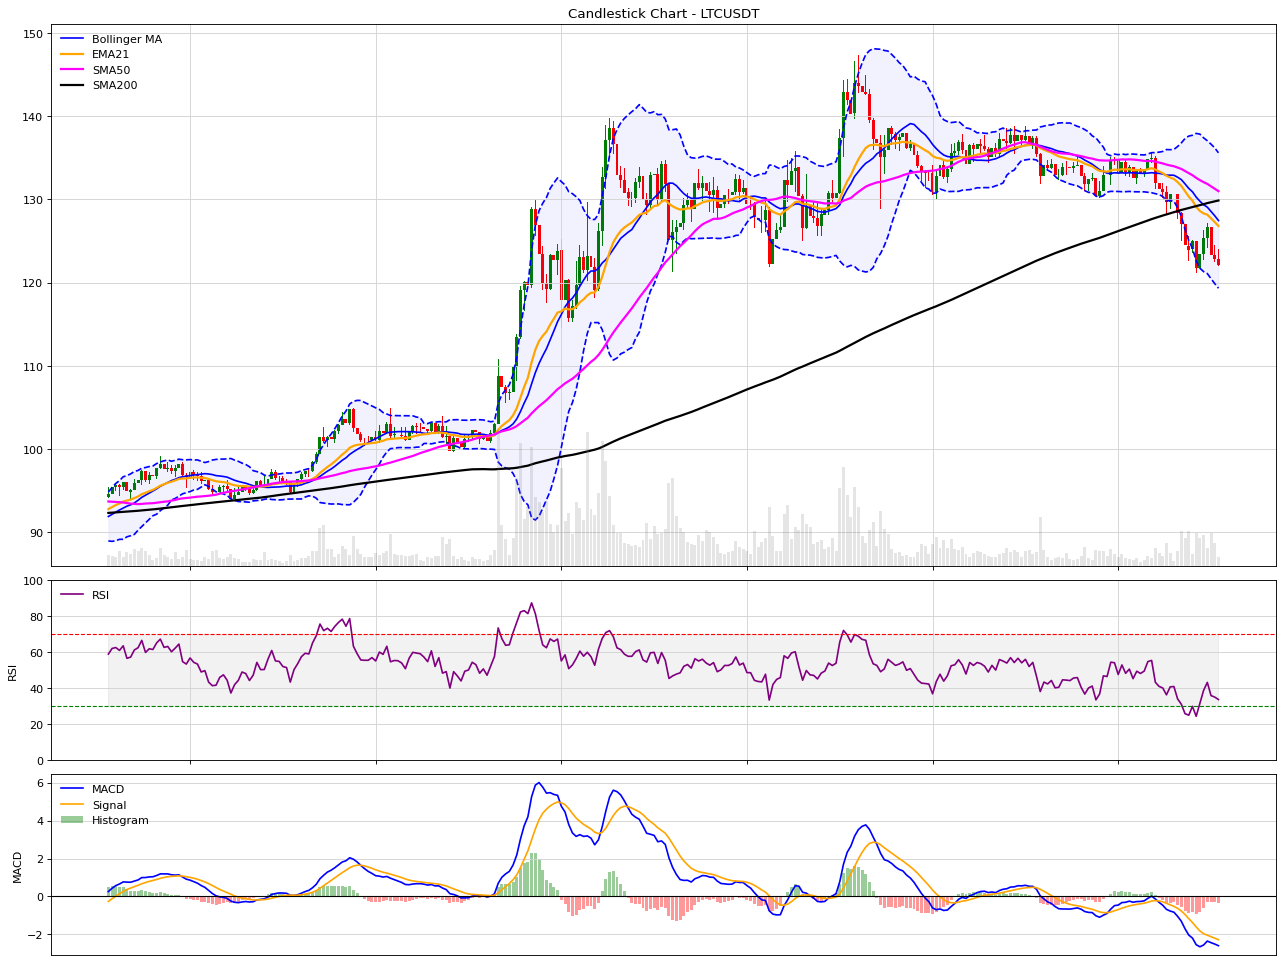 Candlestick Chart - LTCUSDT
Bollinger MA
EMA21
SMA50
SMA200
150
140
130
120
110
100
90
RSI
100
80
60
40
20
0
RSI
MACD
Signal
Histogram
6
4
2
0
−2
MACD